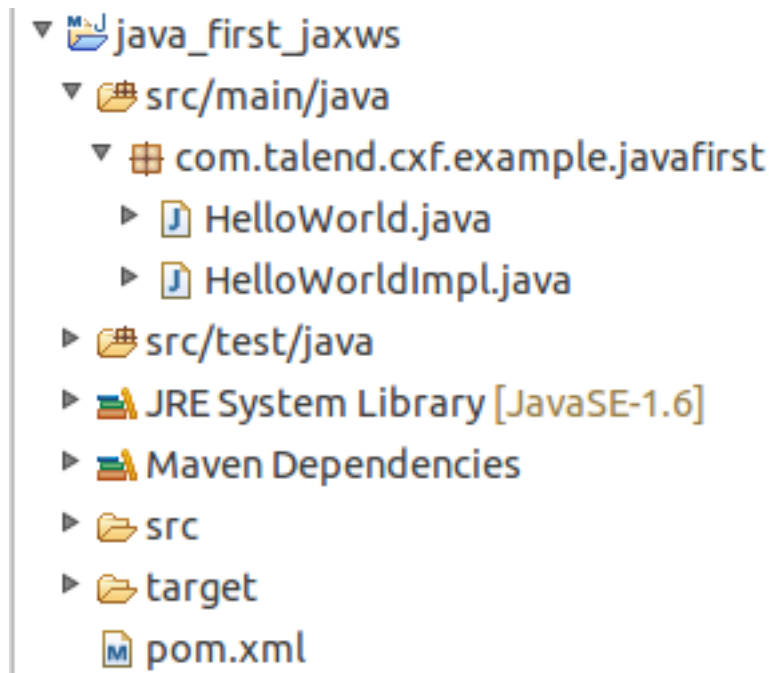 java_first_jaxws
src/main/java
com.talend.cxf.example.javafirst
HelloWorld.java
HelloWorldImpl.java
src/test/java
JRE System Library [JavaSE-1.6]
Maven Dependencies
src
target
pom.xml